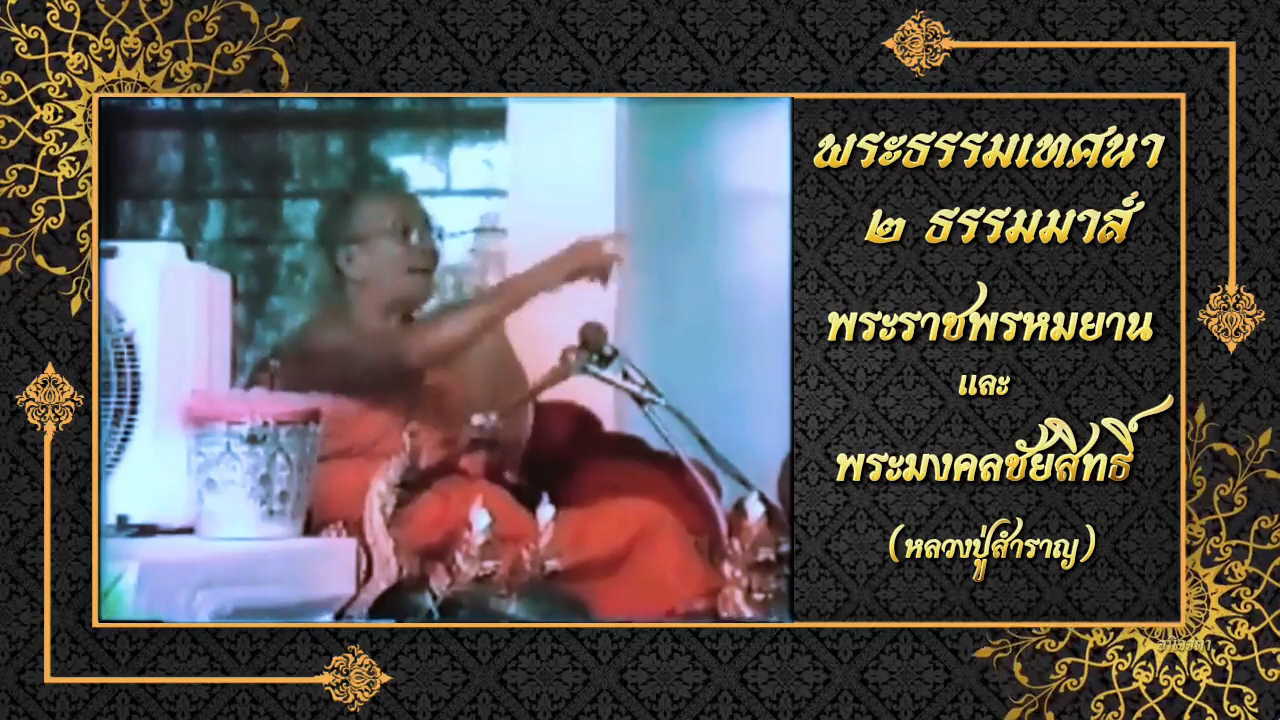 พระธรรมเทศนา
๒ ธรรมมาส์
พระราชพรหมยาน
และ
พระมงคลชัยสิทธิ์
(หลวงปู่สำราญ)